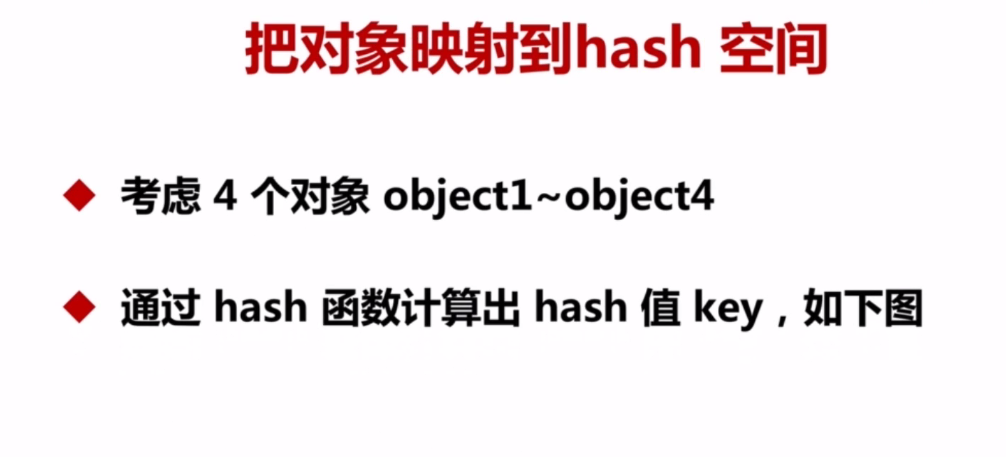 把对象映射到hash 空间
考虑 4 个对象 object1~object4
通过 hash 函数计算出 hash 值 key，如下图